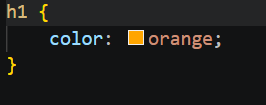 h1 {
    color: orange;
}